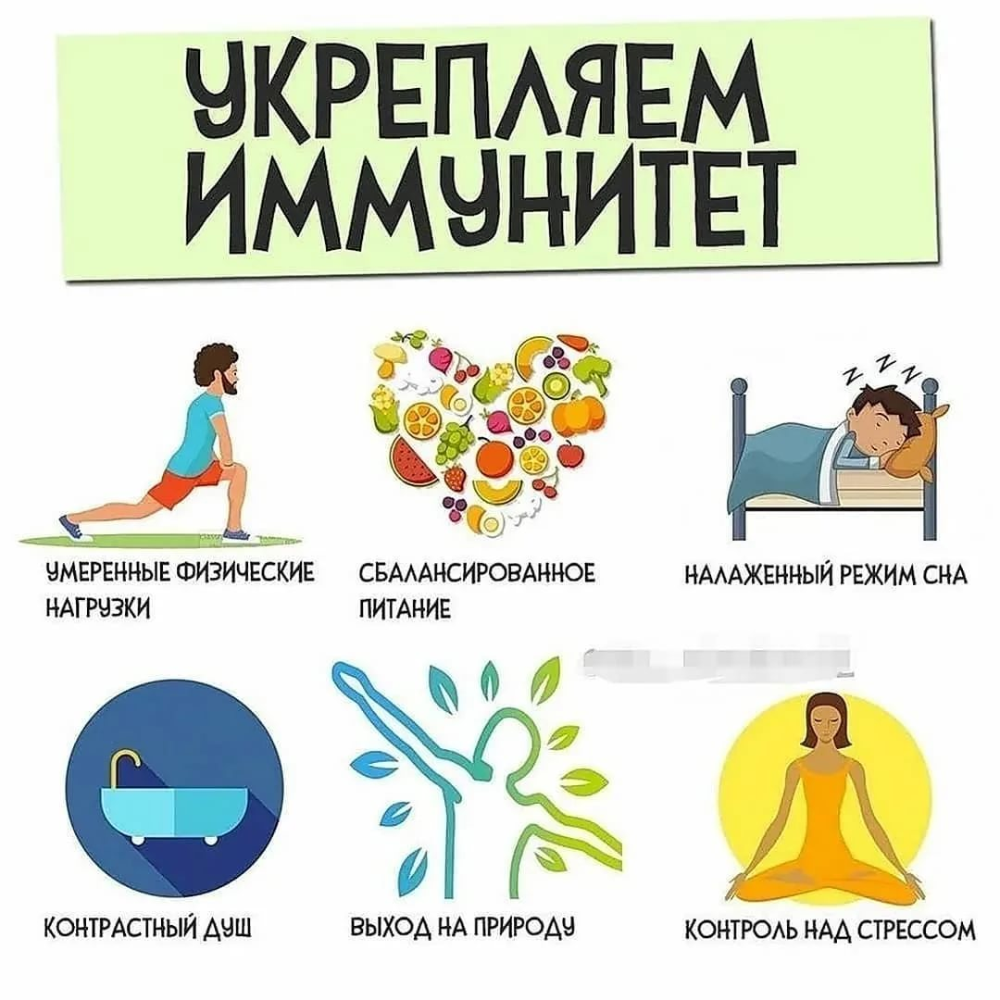 УКРЕПЛЯЕМ
ИММУНИТЕТ
УМЕРЕННЫЕ ФИЗИЧЕСКИЕ
НАГРУЗКИ
СБАЛАНСИРОВАННОЕ
ПИТАНИЕ
НАЛАЖЕННЫЙ РЕЖИМ СНА
Z Z Z
КОНТРАСТНЫЙ ДУШ
ВЫХОД НА ПРИРОДУ
КОНТРОЛЬ НАД СТРЕССОМ